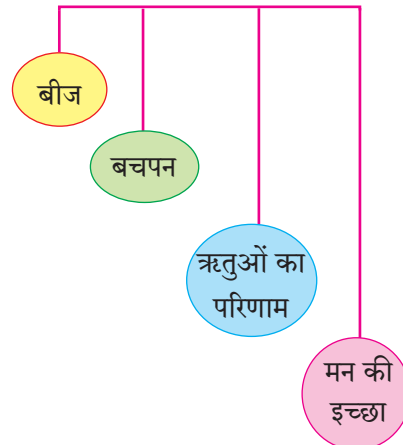 बीज
बचपन
ऋतुओं का
परिणाम
मन की
इच्छा